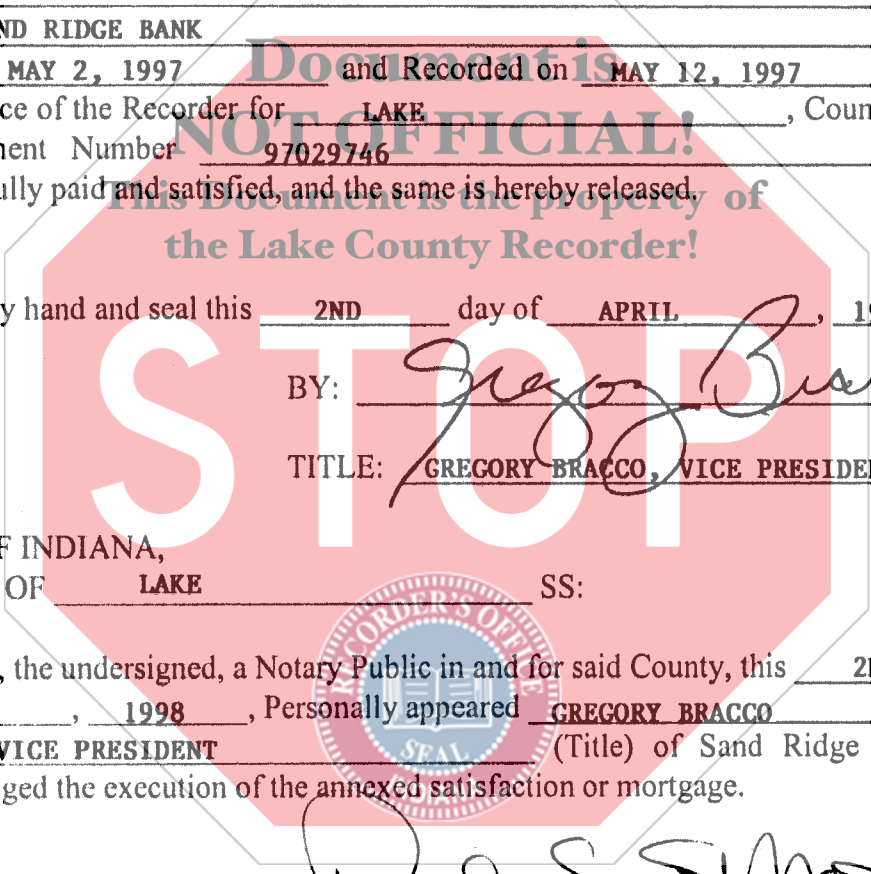 ND RIDGE BANK
MAY 2, 1997 and Recorded on MAY 12, 1997
ce of the Recorder for LAKE, Coun
ent Number 97029746
ully paid and satisfied, and the same is hereby released.
Document is
NOT OFFICIAL!
This Document is the property of
the Lake County Recorder!
y hand and seal this 2ND day of APRIL, 19
STOP
BY: Gregory Brac
TITLE: GREGORY BRACCO, VICE PRESIDE
F INDIANA,
OF LAKE SS:
RECORDER'S OFFICE
SEAL
INDIANA
, the undersigned, a Notary Public in and for said County, this 2
, 1998, Personally appeared GREGORY BRACCO
VICE PRESIDENT (Title) of Sand Ridge
ged the execution of the annexed satisfaction or mortgage.